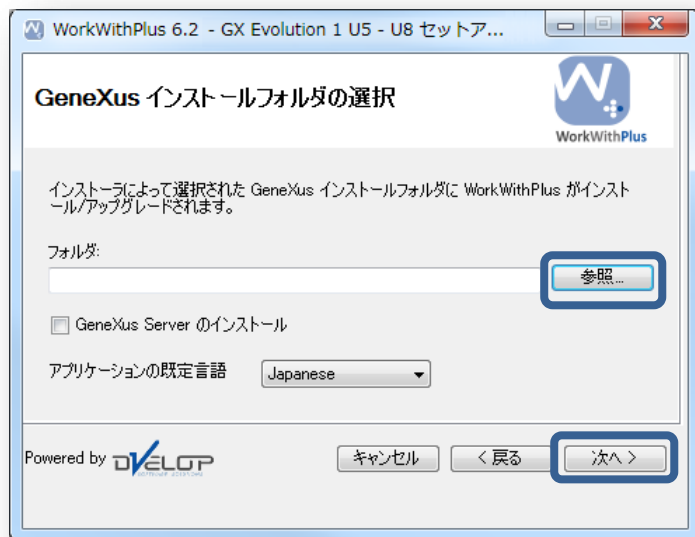 WorkWithPlus 6.2 - GX Evolution 1 U5 - U8 セットア...
GeneXus インストールフォルダの選択
WorkWithPlus
インストーラによって選択された GeneXus インストールフォルダに WorkWithPlus がインスト
ール/アップグレードされます。
フォルダ:
参照...
GeneXus Server のインストール
アプリケーションの既定言語
Japanese
Powered by DVELOP
キャンセル
< 戻る
次へ >